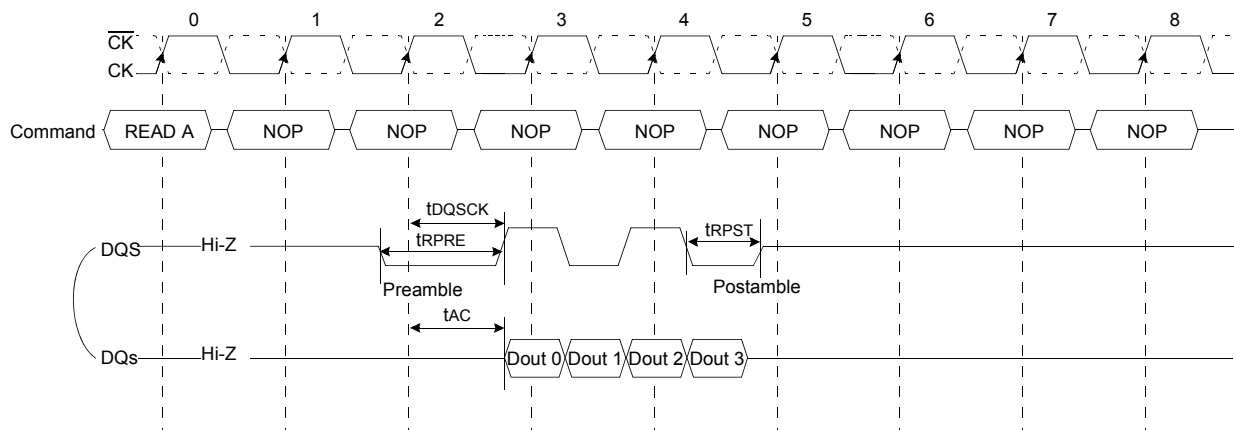 0 1 2 3 4 5 6 7 8
CK
CK
Command READ A NOP NOP NOP NOP NOP NOP NOP NOP
tDQSCK
DQS Hi-Z tRPRE tRPST
Preamble Postamble
tAC
DQs Hi-Z Dout 0 Dout 1 Dout 2 Dout 3